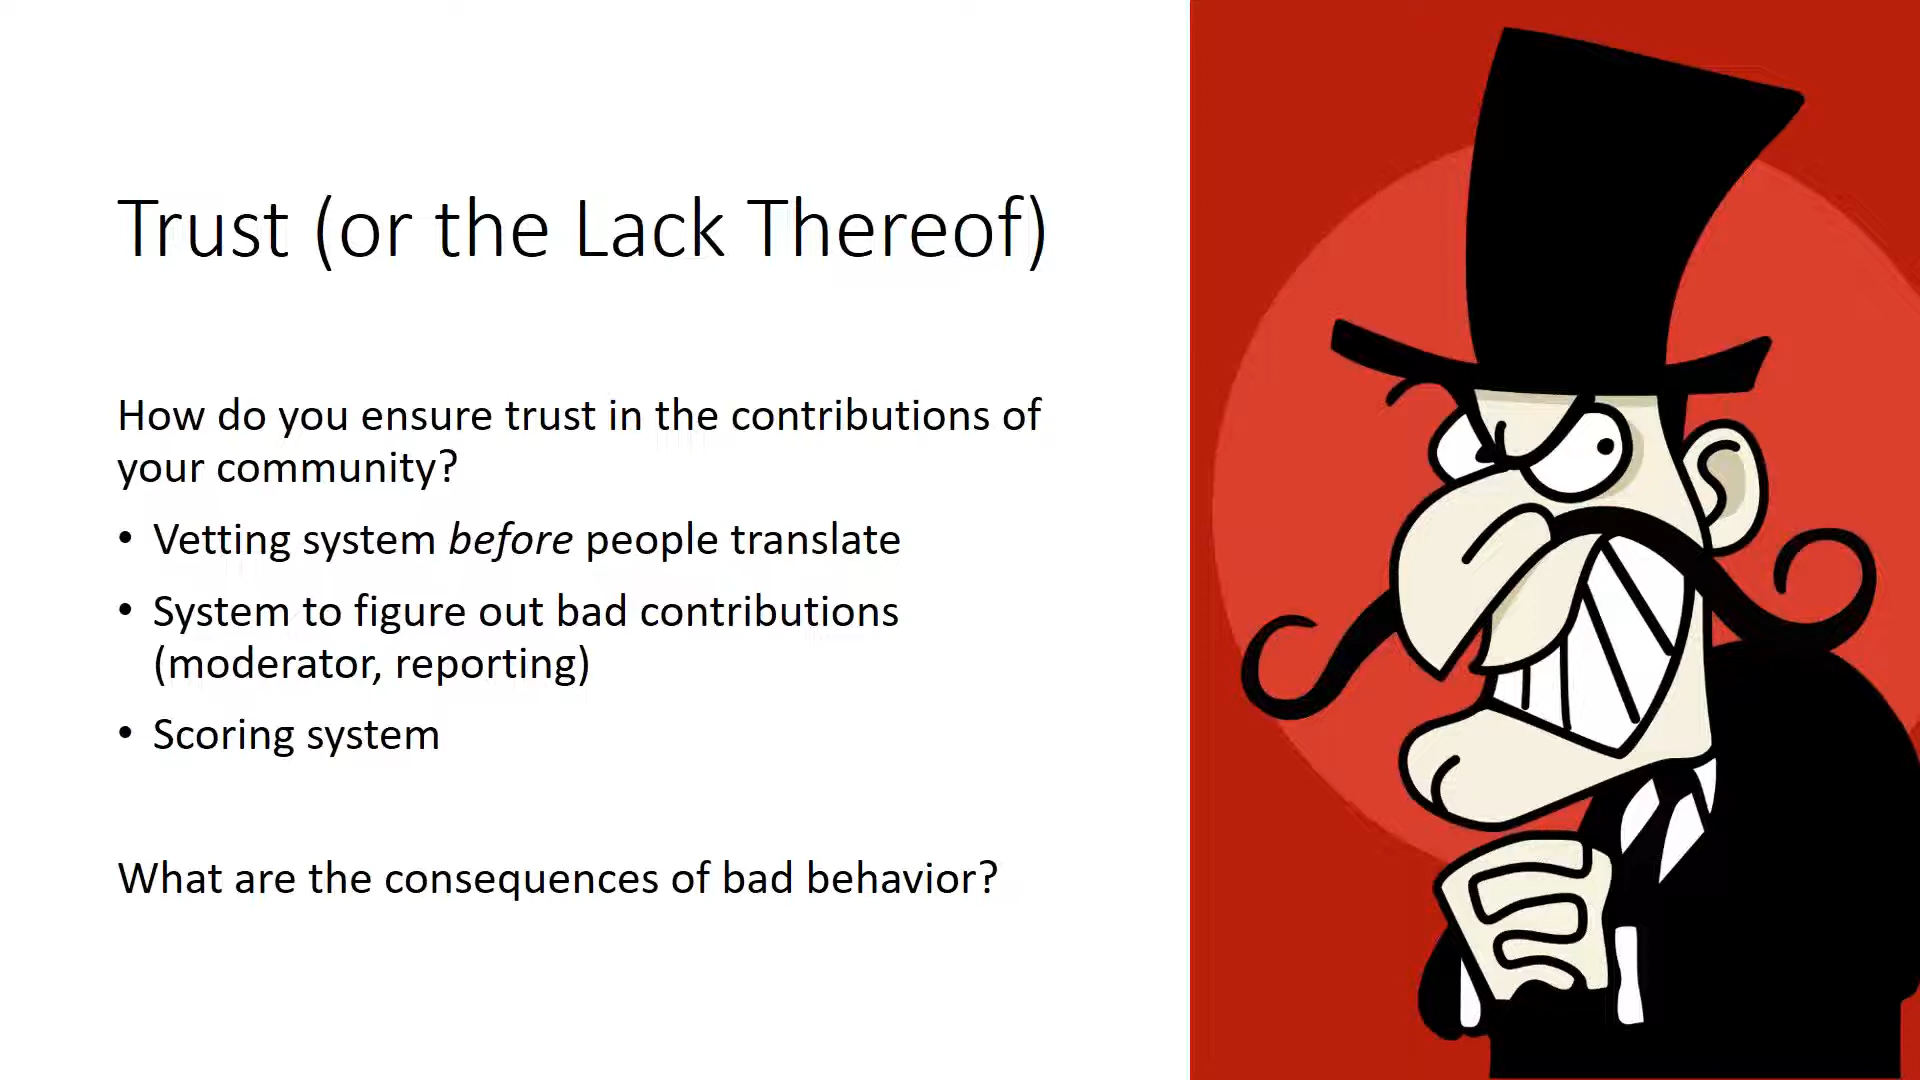 Trust (or the Lack Thereof)
How do you ensure trust in the contributions of
your community?
• Vetting system before people translate
• System to figure out bad contributions
(moderator, reporting)
• Scoring system
What are the consequences of bad behavior?